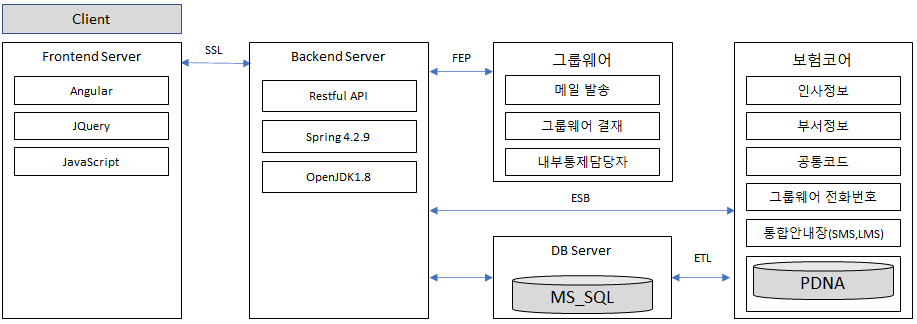 Client
Frontend Server
Angular
JQuery
JavaScript
SSL
Backend Server
Restful API
Spring 4.2.9
OpenJDK1.8
FEP
그룹웨어
메일 발송
그룹웨어 결재
내부통제담당자
ESB
DB Server
MS_SQL
ETL
보험코어
인사정보
부서정보
공통코드
그룹웨어 전화번호
통합안내장(SMS,LMS)
PDNA